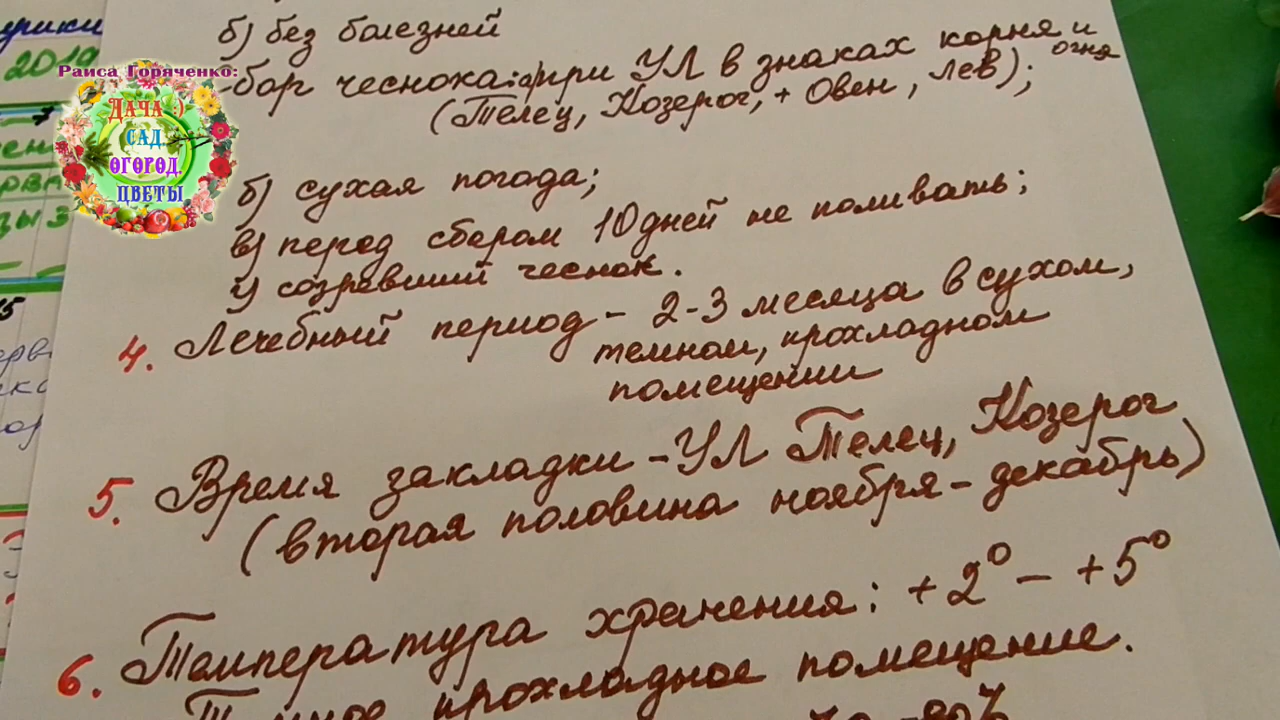 2019
Раиса Горяченко:
Дача :)
САД
ОГОРОД.
ЦВЕТЫ
б) без болезней
сбор чеснока: а) при УЛ в знаках корня и огня
(Телец, Козерог, + Овен, Лев);
б) сухая погода;
в) перед сбором 10 дней не поливать;
г) созревший чеснок.
4. Лечебный период - 2-3 месяца в сухом,
темном, прохладном
помещении
5. Время закладки - УЛ Телец, Козерог
(вторая половина ноября - декабрь)
6. Температура хранения: +2° - +5°
прохладное помещение.